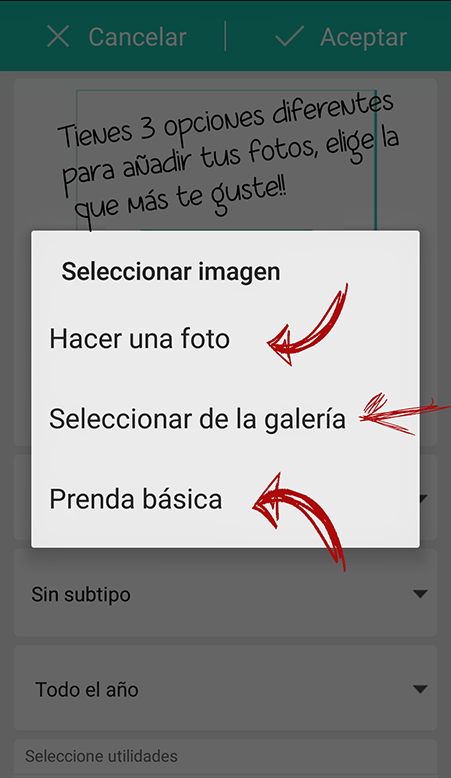 Cancelar Aceptar
Tienes 3 opciones diferentes
para añadir tus fotos, elige la
que más te guste!!
Seleccionar imagen
Hacer una foto
Seleccionar de la galería
Prenda básica
Sin subtipo
Todo el año
Seleccione utilidades